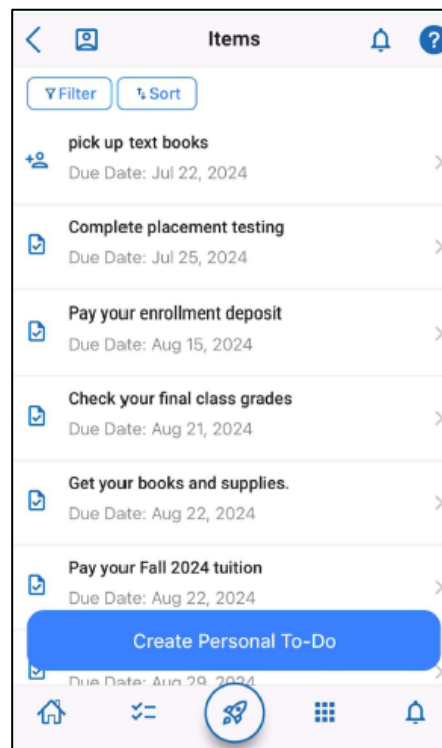 Items
?
Filter
Sort
pick up text books
Due Date: Jul 22, 2024
Complete placement testing
Due Date: Jul 25, 2024
Pay your enrollment deposit
Due Date: Aug 15, 2024
Check your final class grades
Due Date: Aug 21, 2024
Get your books and supplies.
Due Date: Aug 22, 2024
Pay your Fall 2024 tuition
Due Date: Aug 22, 2024
Create Personal To-Do
Due Date: Aug 29, 2024